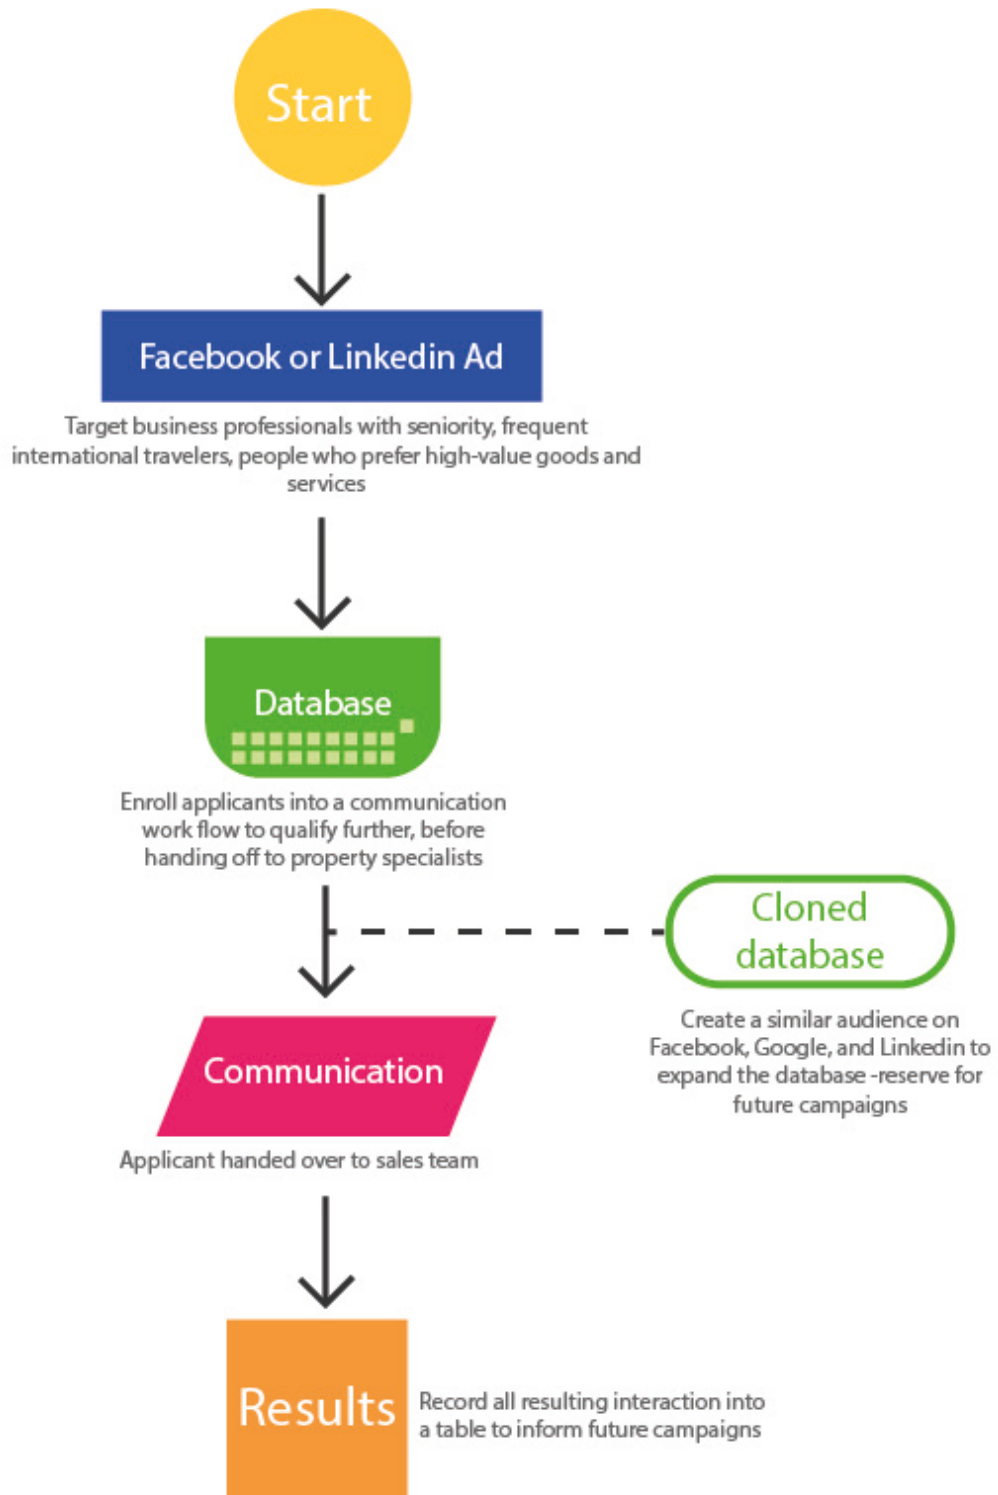 Start
Facebook or Linkedin Ad
Target business professionals with seniority, frequent
international travelers, people who prefer high-value goods and
services
Database
Enroll applicants into a communication
work flow to qualify further, before
handing off to property specialists
Cloned
database
Create a similar audience on
Facebook, Google, and Linkedin to
expand the database -reserve for
future campaigns
Communication
Applicant handed over to sales team
Results
Record all resulting interaction into
a table to inform future campaigns